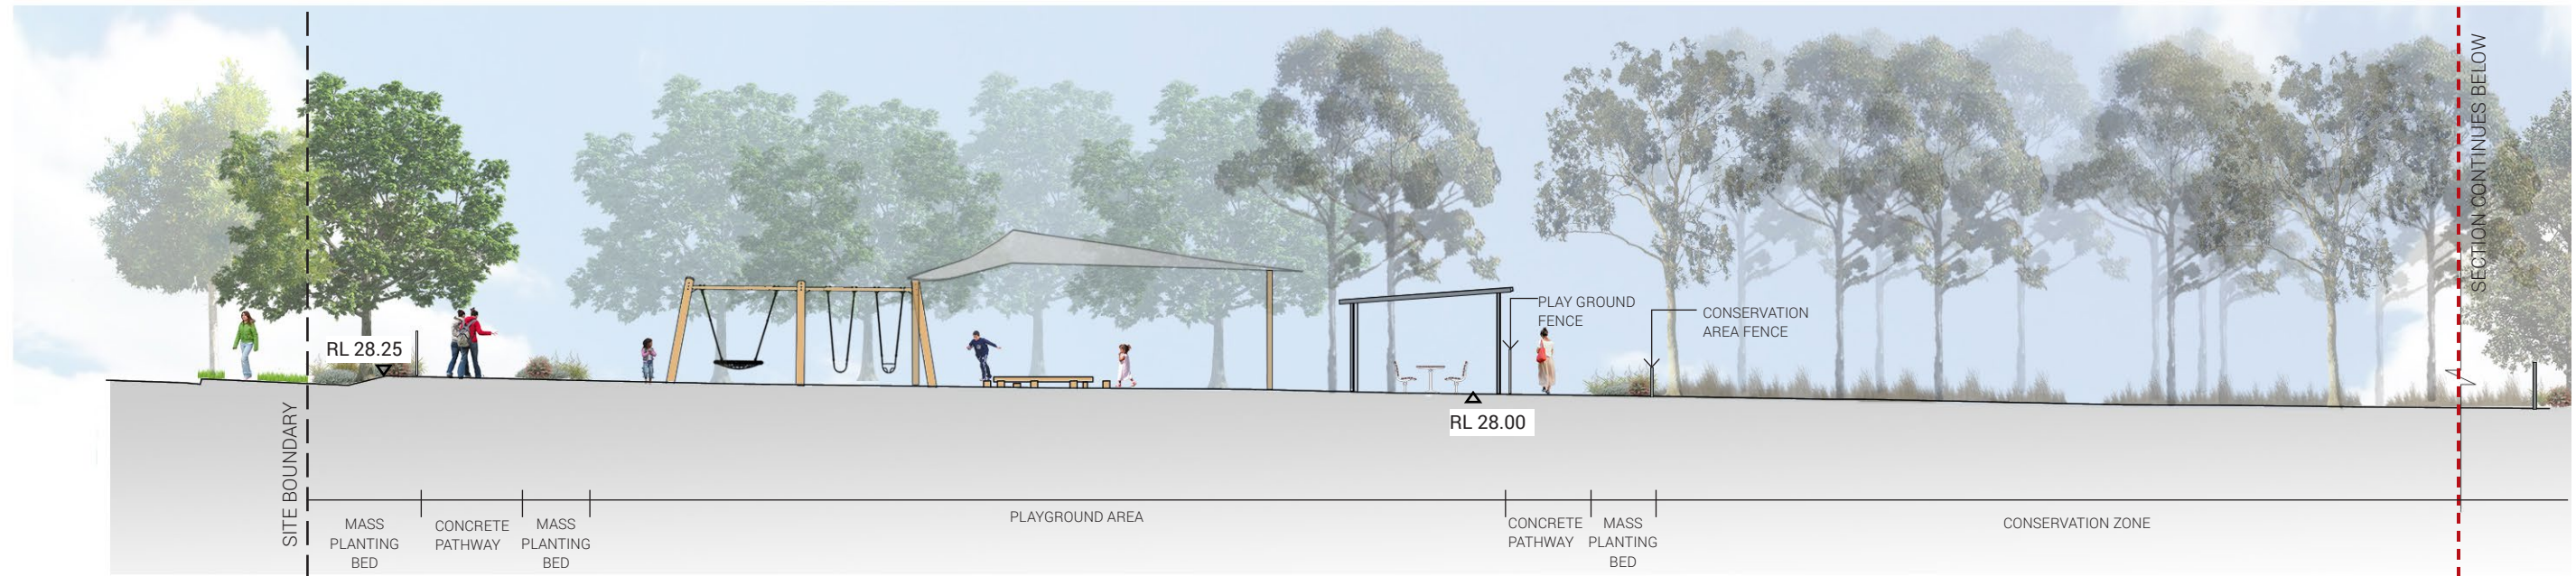 SECTION CONTINUES BELOW
PLAY GROUND
FENCE
CONSERVATION
AREA FENCE
RL 28.25
RL 28.00
SITE BOUNDARY
MASS
PLANTING
BED
CONCRETE
PATHWAY
MASS
PLANTING
BED
PLAYGROUND AREA
CONCRETE
PATHWAY
MASS
PLANTING
BED
CONSERVATION ZONE